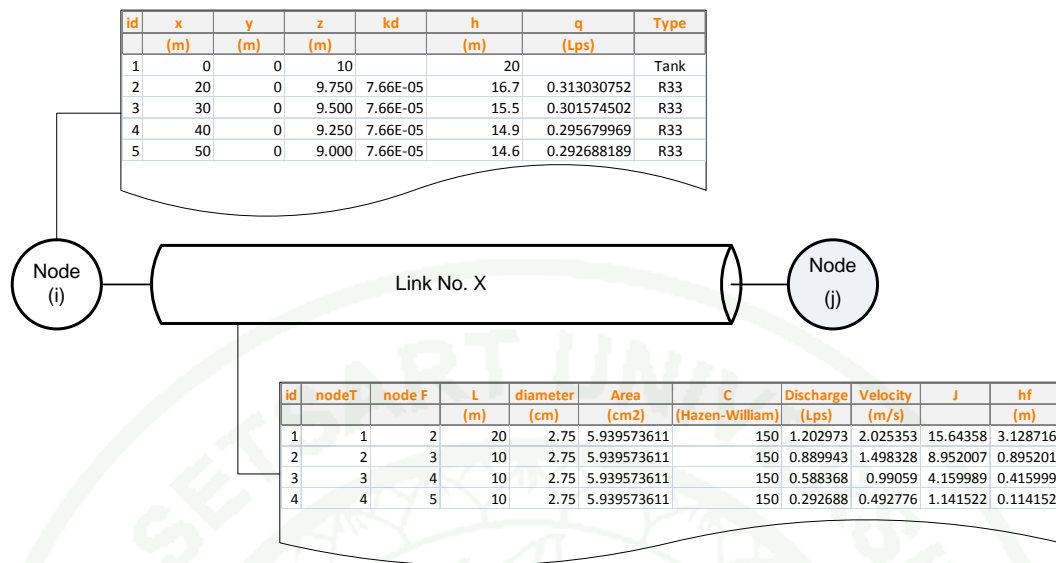 id x y z kd h q Type
(m) (m) (m) (m) (Lps)
1 0 0 10 20 Tank
2 20 0 9.750 7.66E-05 16.7 0.313030752 R33
3 30 0 9.500 7.66E-05 15.5 0.301574502 R33
4 40 0 9.250 7.66E-05 14.9 0.295679969 R33
5 50 0 9.000 7.66E-05 14.6 0.292688189 R33
Node
(i)
Link No. X
Node
(j)
id nodeT node F L diameter Area C Discharge Velocity J hf
(m) (cm) (cm2) (Hazen-William) (Lps) (m/s) (m)
1 1 2 20 2.75 5.939573611 150 1.202973 2.025353 15.64358 3.128716
2 2 3 10 2.75 5.939573611 150 0.889943 1.498328 8.952007 0.895201
3 3 4 10 2.75 5.939573611 150 0.588368 0.99059 4.159989 0.415999
4 4 5 10 2.75 5.939573611 150 0.292688 0.492776 1.141522 0.114152